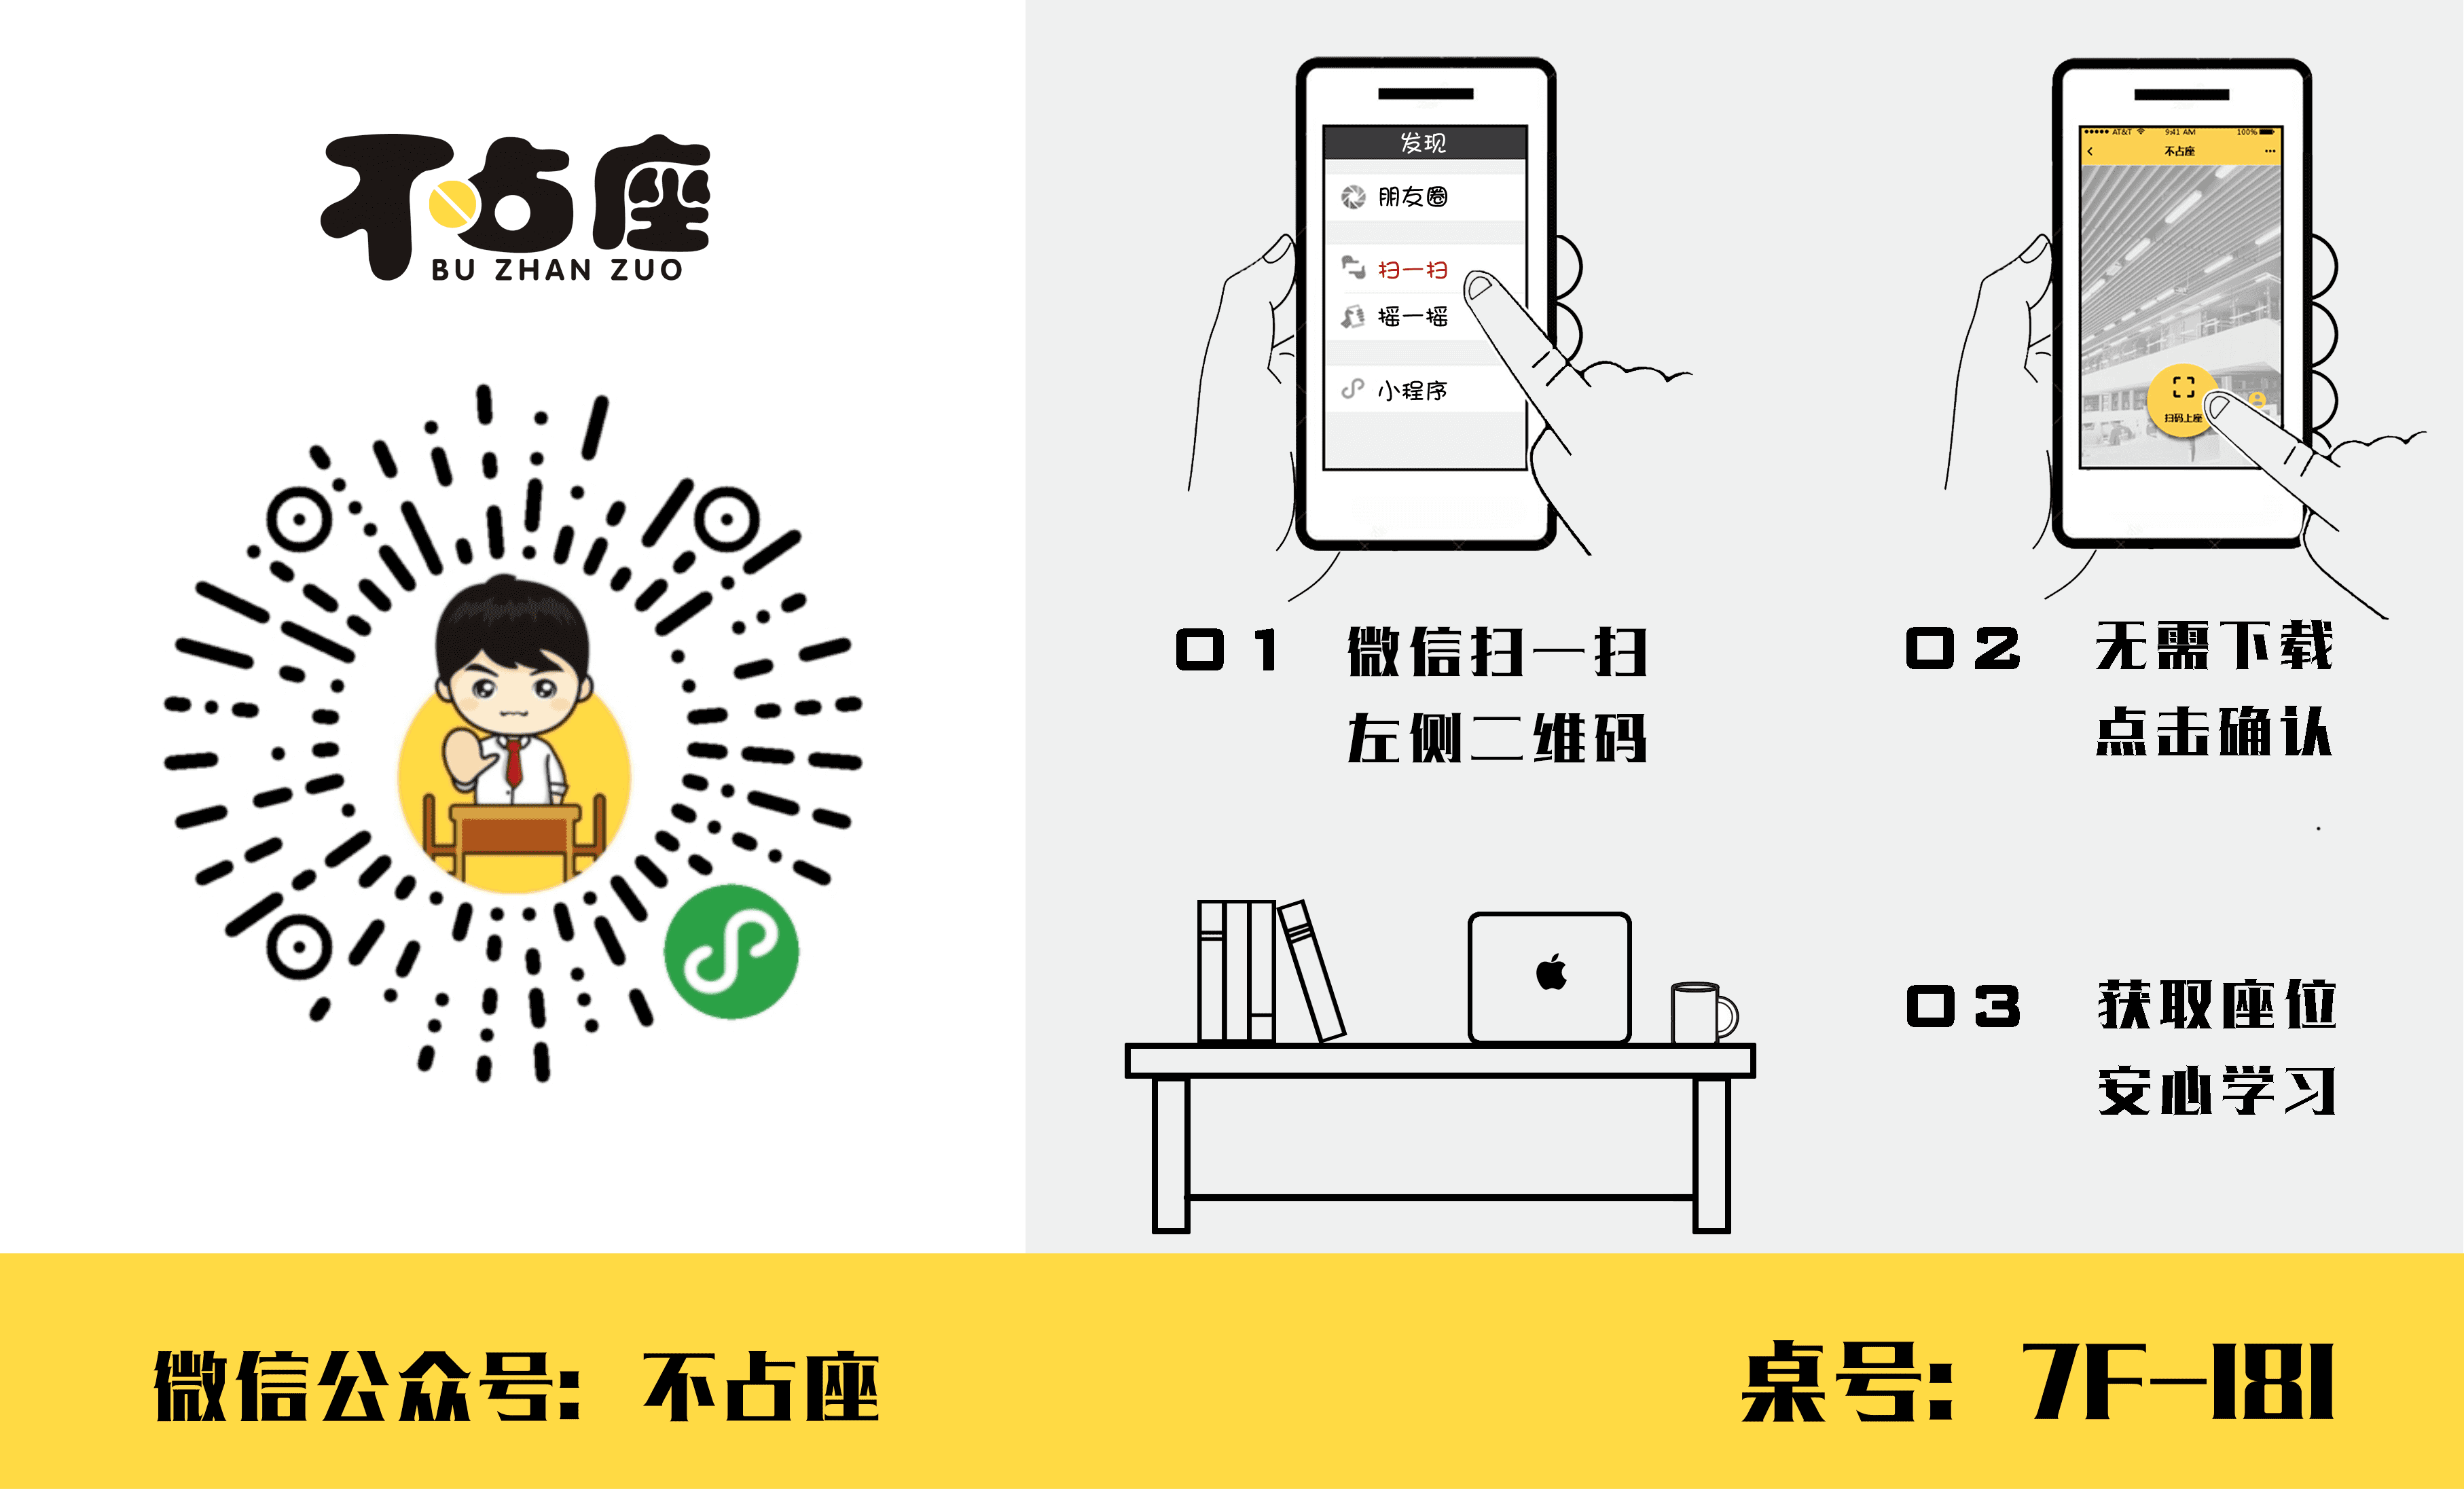 不占座
BU ZHAN ZUO
发现
朋友圈
扫一扫
摇一摇
小程序
AT&T 9:41 AM 100%
不占座
扫码上座
01 微信扫一扫
左侧二维码
02 无需下载
点击确认
03 获取座位
安心学习
微信公众号: 不占座
桌号: 7F-181